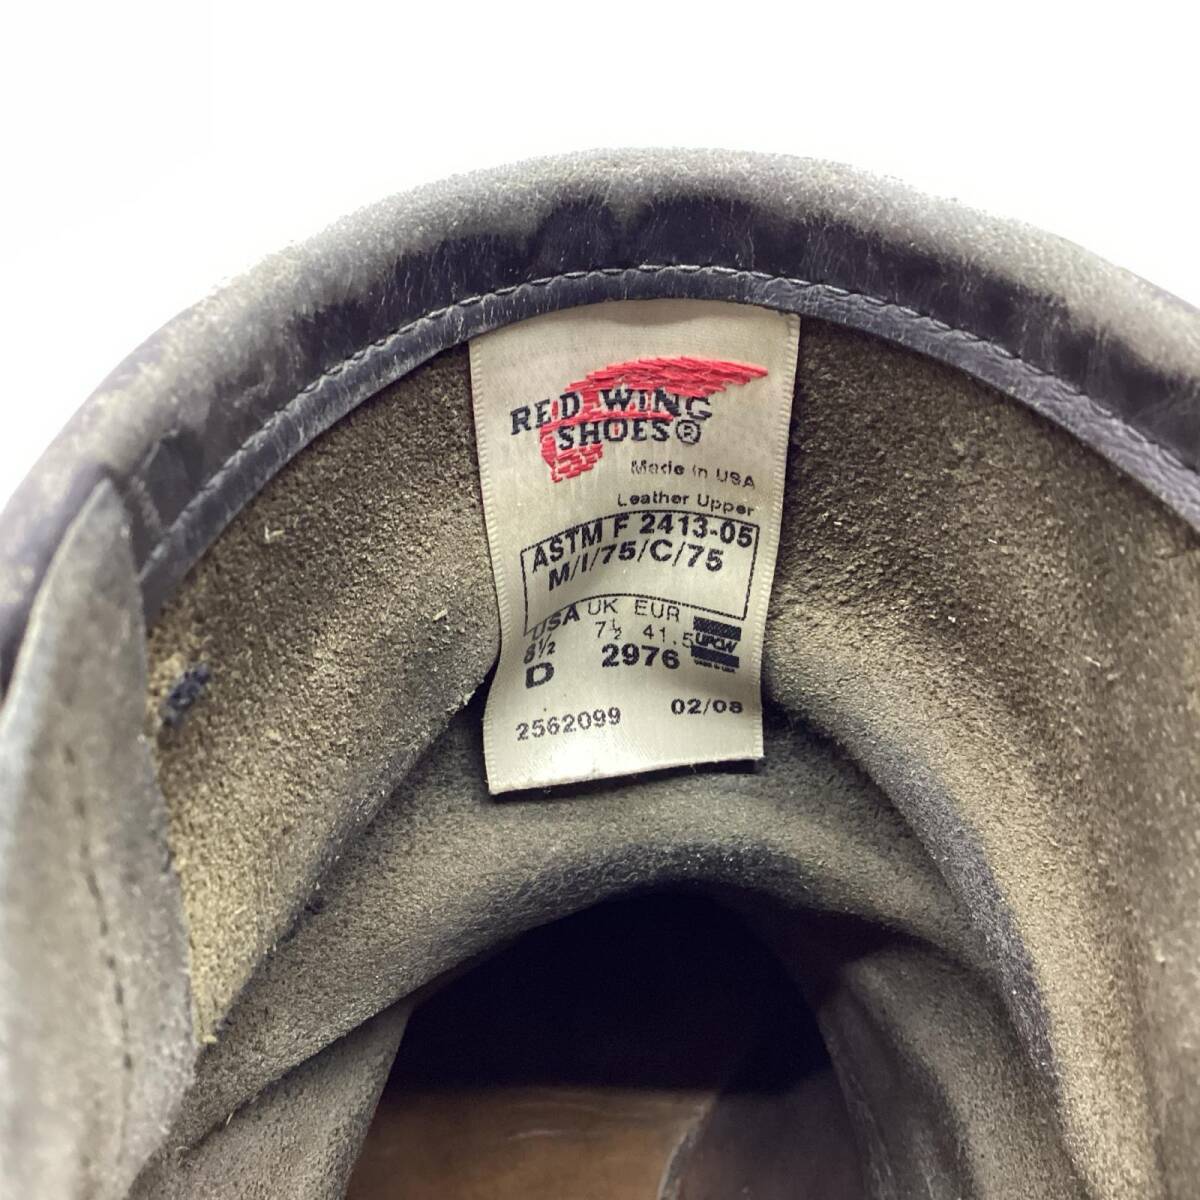 RED WING
SHOES®
Made in USA
Leather Upper
ASTM F 2413-05
M/I/75/C/75
USA UK EUR
8½ 7½ 41.5
D 2976 UFCW
2562099 02/08